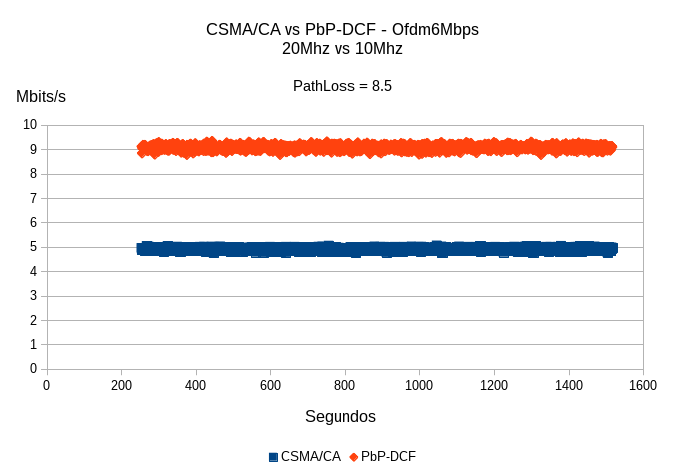 CSMA/CA vs PbP-DCF - Ofdm6Mbps
20Mhz vs 10Mhz
PathLoss = 8.5
Mbits/s
10
9
8
7
6
5
4
3
2
1
0
0 200 400 600 800 1000 1200 1400 1600
Segundos
CSMA/CA PbP-DCF